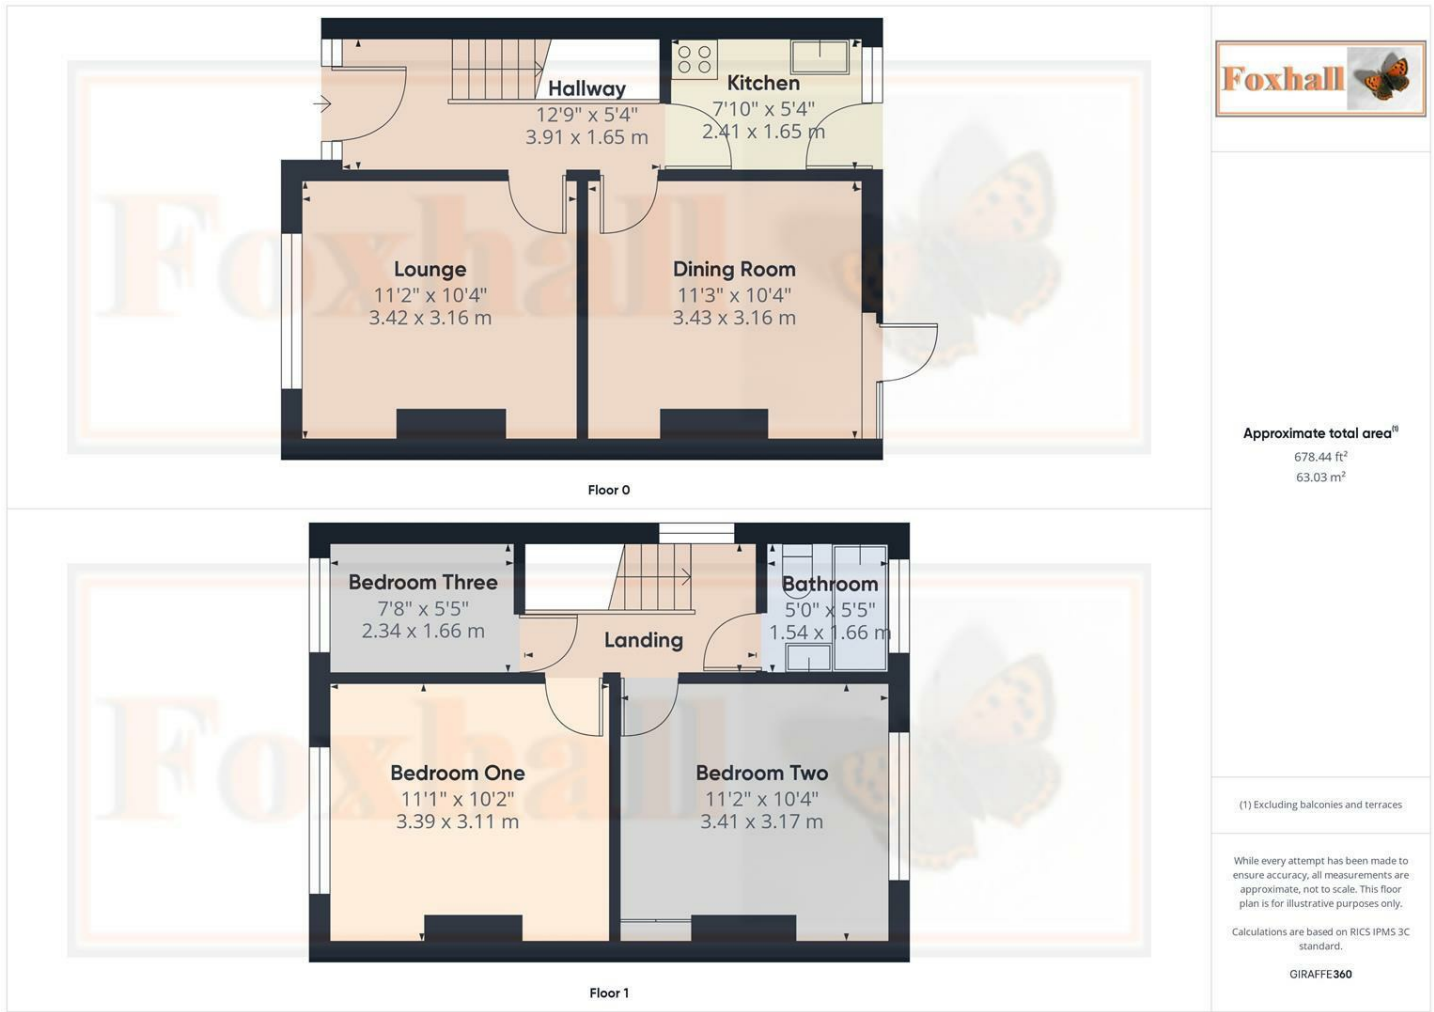 Hallway
12'9" x 5'4"
3.91 x 1.65 m
Kitchen
7'10" x 5'4"
2.41 x 1.65 m
Lounge
11'2" x 10'4"
3.42 x 3.16 m
Dining Room
11'3" x 10'4"
3.43 x 3.16 m
Foxhall
Floor 0
Bedroom Three
7'8" x 5'5"
2.34 x 1.66 m
Landing
Bathroom
5'0" x 5'5"
1.54 x 1.66 m
Bedroom One
11'1" x 10'2"
3.39 x 3.11 m
Bedroom Two
11'2" x 10'4"
3.41 x 3.17 m
Foxhall
Floor 1
Foxhall
Approximate total area(1)
678.44 ft²
63.03 m²
(1) Excluding balconies and terraces
While every attempt has been made to
ensure accuracy, all measurements are
approximate, not to scale. This floor
plan is for illustrative purposes only.
Calculations are based on RICS IPMS 3C
standard.
GIRAFFE360